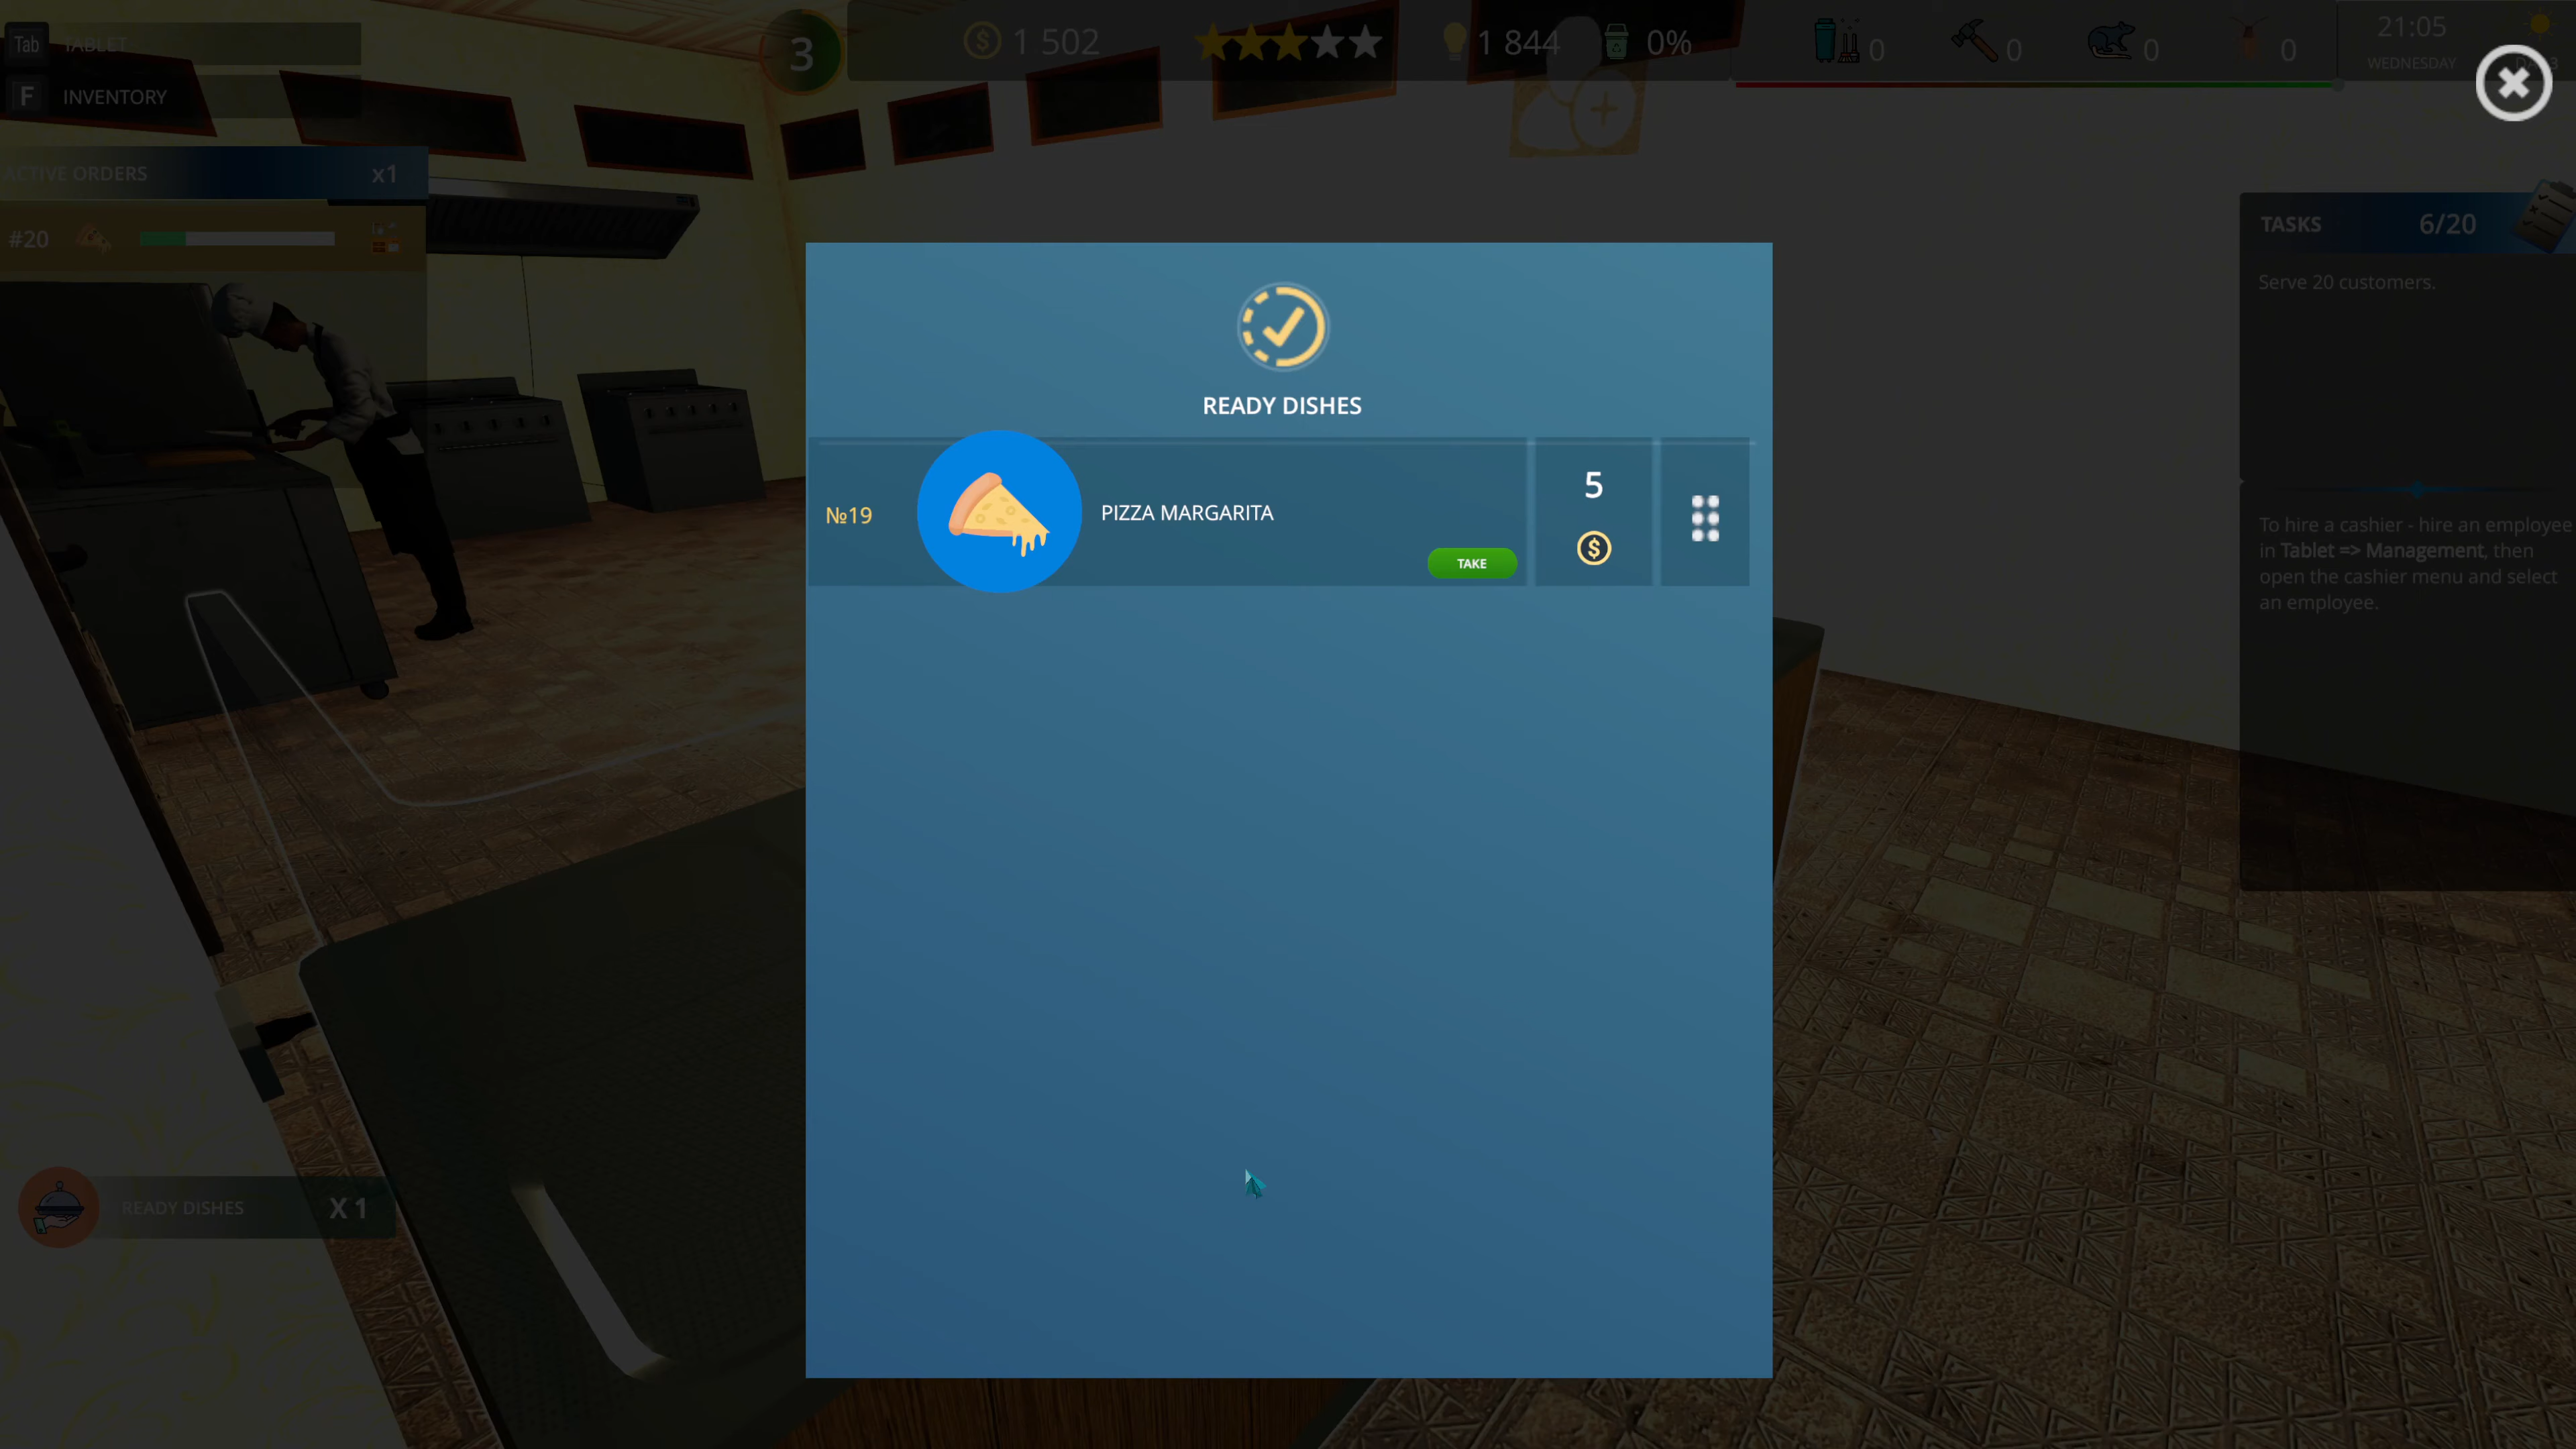 Tab TABLET
F INVENTORY
3
1 502
1 844
0%
0
0
0
0
21:05
WEDNESDAY
ACTIVE ORDERS x1
#20
TASKS 6/20
Serve 20 customers.
To hire a cashier - hire an employee
in Tablet => Management, then
open the cashier menu and select
an employee.
READY DISHES
№19 PIZZA MARGARITA
5
TAKE
READY DISHES X 1